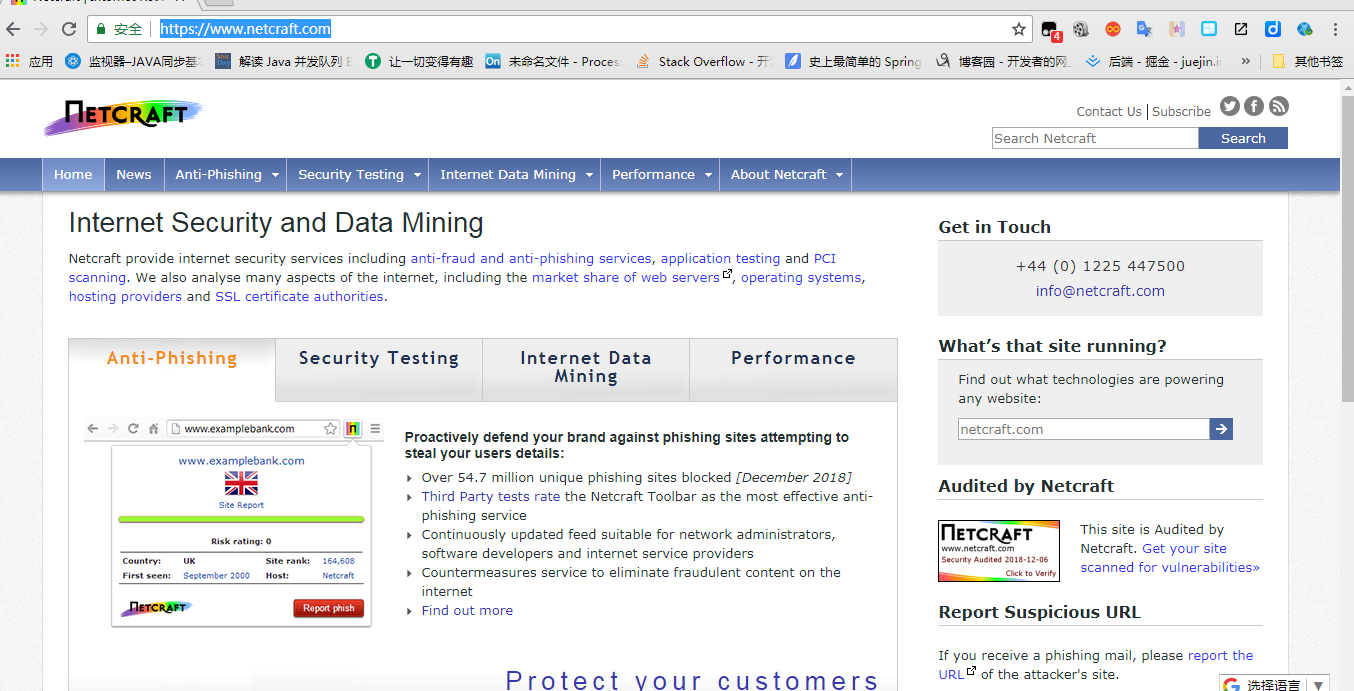 安全 https://www.netcraft.com
4
应用 监视器–JAVA同步基 解读 Java 并发队列 让一切变得有趣 On 未命名文件 - Proces Stack Overflow - 开 史上最简单的 Spring 博客园 - 开发者的网 后端 - 掘金 - juejin.i » 其他书签
NETCRAFT
Contact Us | Subscribe
Search Netcraft Search
Home News Anti-Phishing Security Testing Internet Data Mining Performance About Netcraft
Internet Security and Data Mining
Netcraft provide internet security services including anti-fraud and anti-phishing services, application testing and PCI
scanning. We also analyse many aspects of the internet, including the market share of web servers, operating systems,
hosting providers and SSL certificate authorities.
Anti-Phishing Security Testing Internet Data Mining Performance
www.examplebank.com
www.examplebank.com
Site Report
Risk rating: 0
Country: UK Site rank: 164,608
First seen: September 2000 Host: Netcraft
NETCRAFT Report phish
Proactively defend your brand against phishing sites attempting to
steal your users details:
Over 54.7 million unique phishing sites blocked [December 2018]
Third Party tests rate the Netcraft Toolbar as the most effective anti-
phishing service
Continuously updated feed suitable for network administrators,
software developers and internet service providers
Countermeasures service to eliminate fraudulent content on the
internet
Find out more
Protect your customers
Get in Touch
+44 (0) 1225 447500
info@netcraft.com
What's that site running?
Find out what technologies are powering
any website:
netcraft.com
Audited by Netcraft
NETCRAFT
www.netcraft.com
Security Audited 2018-12-06
Click to Verify
This site is Audited by
Netcraft. Get your site
scanned for vulnerabilities»
Report Suspicious URL
If you receive a phishing mail, please report the
URL of the attacker's site.
选择语言 ▼